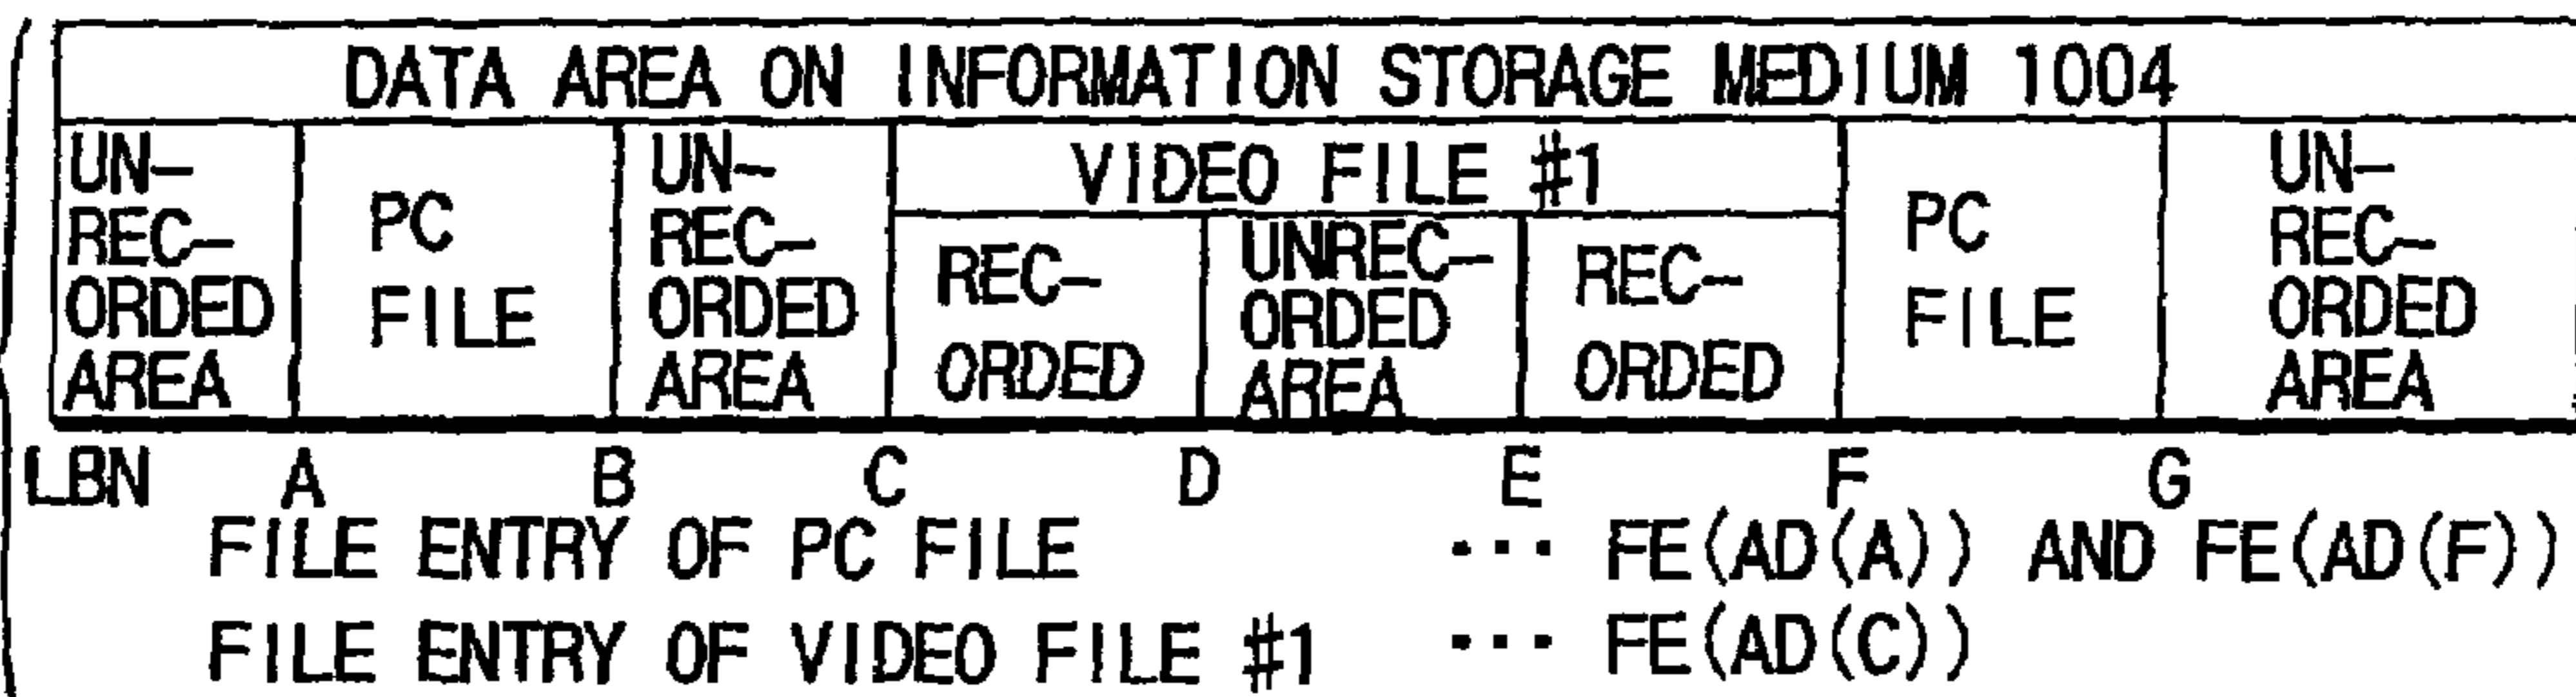 DATA AREA ON INFORMATION STORAGE MEDIUM 1004
UN-
REC-
ORDED
AREA
PC
FILE
UN-
REC-
ORDED
AREA
VIDEO FILE #1
REC-
ORDED
UNREC-
ORDED
AREA
REC-
ORDED
PC
FILE
UN-
REC-
ORDED
AREA
LBN A B C D E F G
FILE ENTRY OF PC FILE ··· FE(AD(A)) AND FE(AD(F))
FILE ENTRY OF VIDEO FILE #1 ··· FE(AD(C))